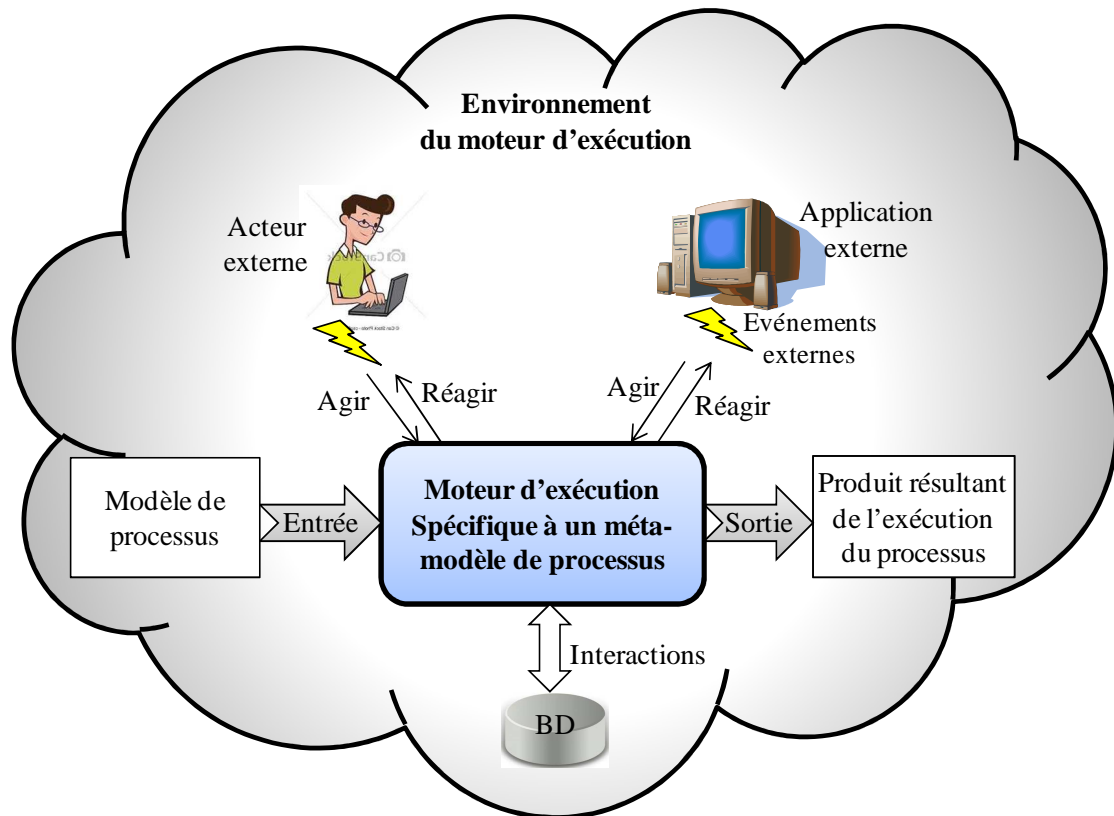 Environnement
du moteur d'exécution
Acteur
externe
Application
externe
Evénements
externes
Agir
Réagir
Agir
Réagir
Modèle de
processus
Entrée
Moteur d'exécution
Spécifique à un méta-
modèle de processus
Sortie
Produit résultant
de l'exécution
du processus
Interactions
BD